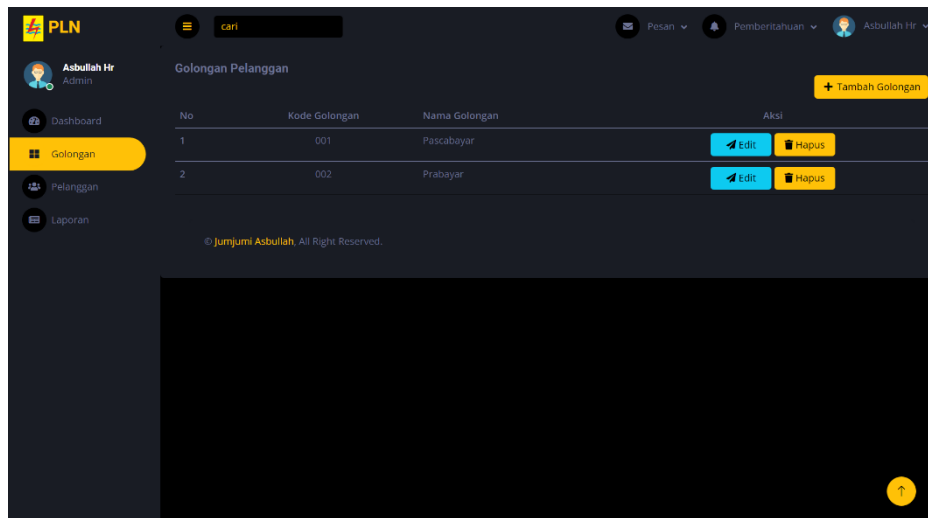 PLN
cari
Pesan
Pemberitahuan
Asbullah Hr
Asbullah Hr
Admin
Dashboard
Golongan
Pelanggan
Laporan
Golongan Pelanggan
+ Tambah Golongan
No Kode Golongan Nama Golongan Aksi
1 001 Pascabayar Edit Hapus
2 002 Prabayar Edit Hapus
© Jumjumi Asbullah, All Right Reserved.